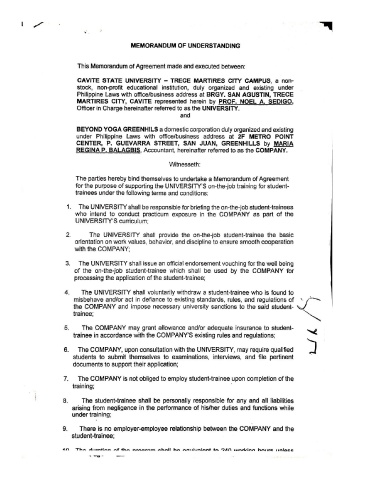 MEMORANDUM OF UNDERSTANDING
This Memorandum of Agreement made and executed between:
CAVITE STATE UNIVERSITY – TRECE MARTIRES CITY CAMPUS, a non-
stock, non-profit educational institution, duly organized and existing under
Philippine Laws with office/business address at BRGY. SAN AGUSTIN, TRECE
MARTIRES CITY, CAVITE represented herein by PROF. NOEL A. SEDIGO,
Officer in Charge hereinafter referred to as the UNIVERSITY.
and
BEYOND YOGA GREENHILS a domestic corporation duly organized and existing
under Philippine Laws with office/business address at 2F METRO POINT
CENTER, P. GUEVARRA STREET, SAN JUAN, GREENHILLS by MARIA
REGINA P. BALAGBIS, Accountant, hereinafter referred to as the COMPANY.
Witnesseth:
The parties hereby bind themselves to undertake a Memorandum of Agreement
for the purpose of supporting the UNIVERSITY'S on-the-job training for student-
trainees under the following terms and conditions:
1. The UNIVERSITY shall be responsible for briefing the on-the-job student-trainees
who intend to conduct practicum exposure in the COMPANY as part of the
UNIVERSITY'S curriculum;
2. The UNIVERSITY shall provide the on-the-job student-trainee the basic
orientation on work values, behavior, and discipline to ensure smooth cooperation
with the COMPANY;
3. The UNIVERSITY shall issue an official endorsement vouching for the well being
of the on-the-job student-trainee which shall be used by the COMPANY for
processing the application of the student-trainee;
4. The UNIVERSITY shall voluntarily withdraw a student-trainee who is found to
misbehave and/or act in defiance to existing standards, rules, and regulations of
the COMPANY and impose necessary university sanctions to the said student-
trainee;
5. The COMPANY may grant allowance and/or adequate insurance to student-
trainee in accordance with the COMPANY'S existing rules and regulations;
6. The COMPANY, upon consultation with the UNIVERSITY, may require qualified
students to submit themselves to examinations, interviews, and file pertinent
documents to support their application;
7. The COMPANY is not obliged to employ student-trainee upon completion of the
training;
8. The student-trainee shall be personally responsible for any and all liabilities
arising from negligence in the performance of his/her duties and functions while
under training;
9. There is no employer-employee relationship between the COMPANY and the
student-trainee;
10. The duration of the program shall be equivalent to 240 working hours unless